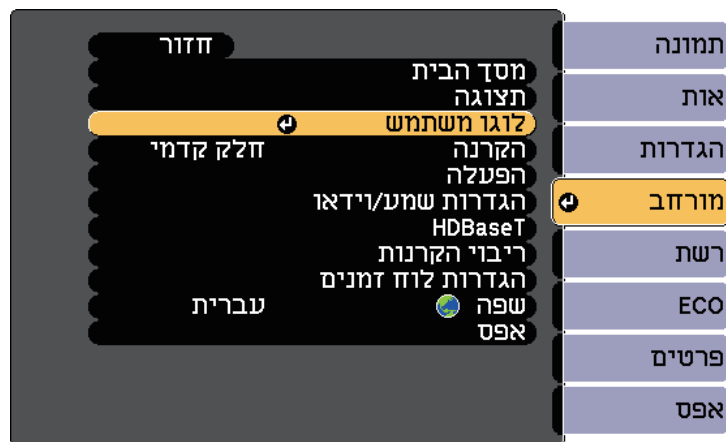 תמונה
אות
הגדרות
מורחב
רשת
ECO
פרטים
אפס
חזור
מסך הבית
תצוגה
לוגו משתמש
הקרנה חלק קדמי
הפעלה
הגדרות שמע/וידאו
HDBaseT
ריבוי הקרנות
הגדרות לוח זמנים
שפה עברית
אפס